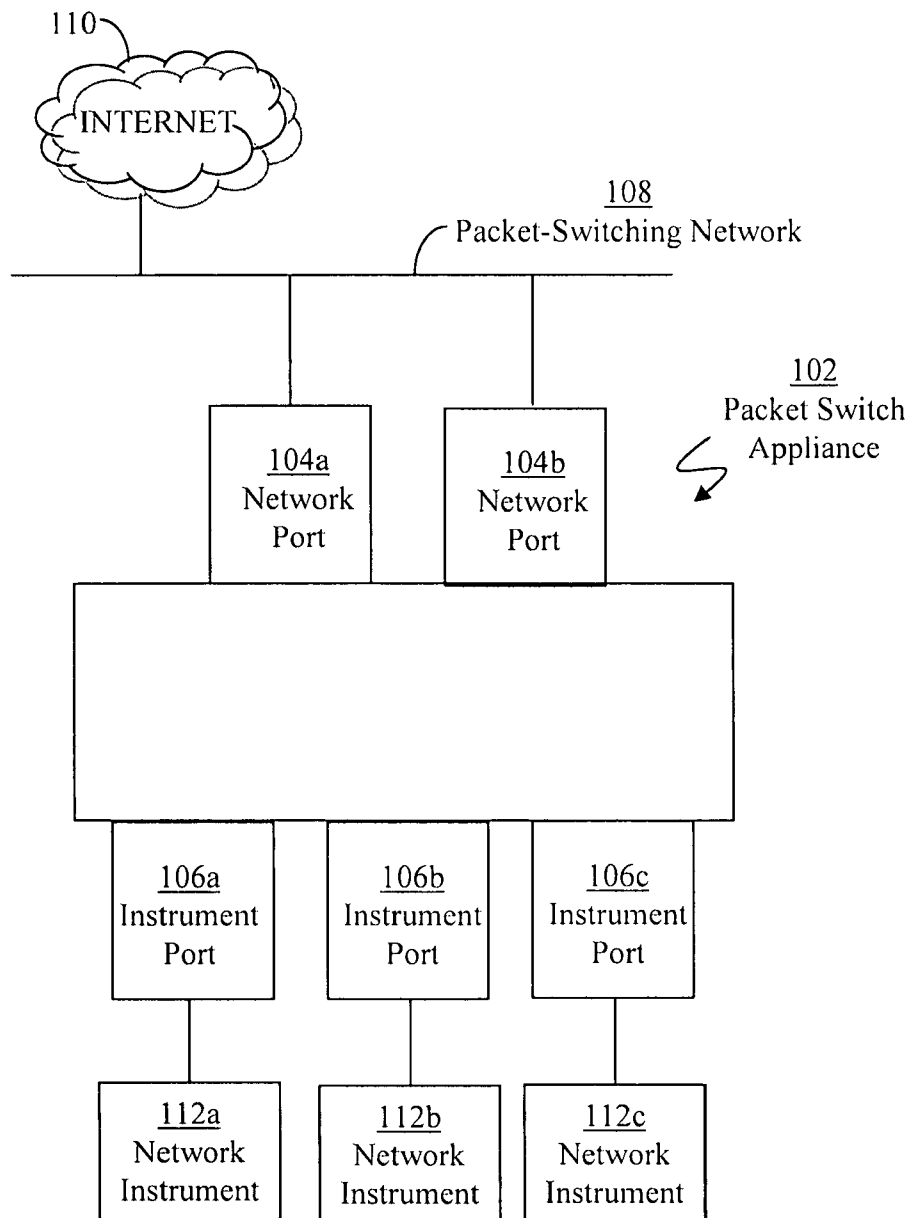 110
INTERNET
108
Packet-Switching Network
102
Packet Switch
Appliance
104a
Network
Port
104b
Network
Port
106a
Instrument
Port
106b
Instrument
Port
106c
Instrument
Port
112a
Network
Instrument
112b
Network
Instrument
112c
Network
Instrument